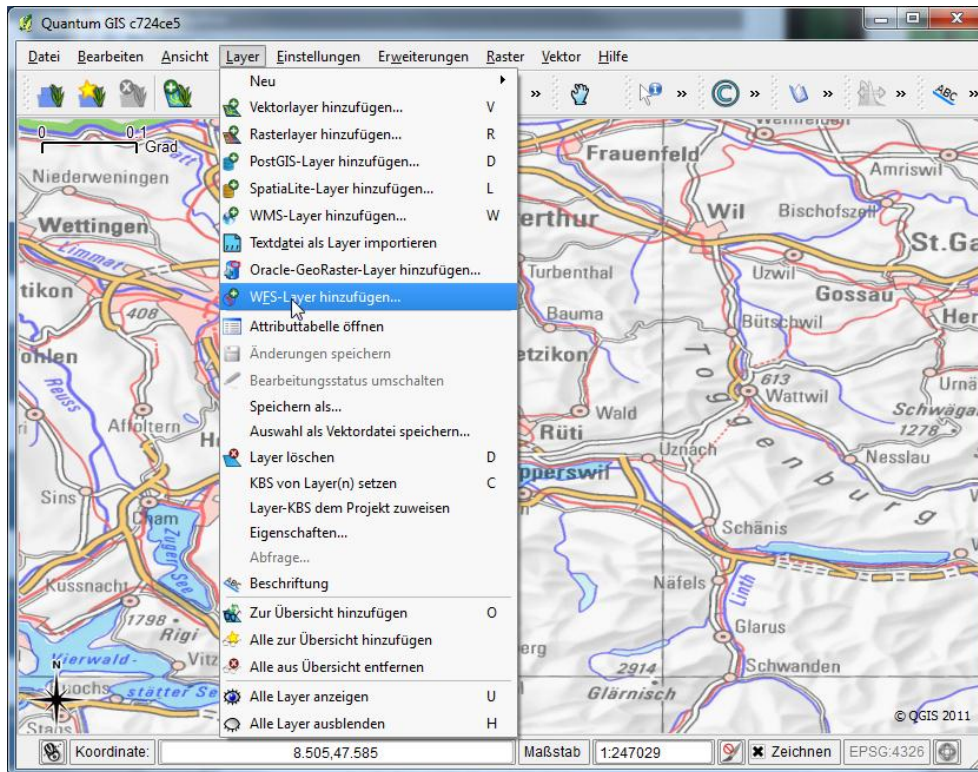 Quantum GIS c724ce5
Datei Bearbeiten Ansicht Layer Einstellungen Erweiterungen Raster Vektor Hilfe
Neu
Vektorlayer hinzufügen... V
Rasterlayer hinzufügen... R
PostGIS-Layer hinzufügen... D
SpatiaLite-Layer hinzufügen... L
WMS-Layer hinzufügen... W
Textdatei als Layer importieren
Oracle-GeoRaster-Layer hinzufügen...
WFS-Layer hinzufügen...
Attributtabelle öffnen
Änderungen speichern
Bearbeitungsstatus umschalten
Speichern als...
Auswahl als Vektordatei speichern...
Layer löschen D
KBS von Layer(n) setzen C
Layer-KBS dem Projekt zuweisen
Eigenschaften...
Abfrage...
Beschriftung
Zur Übersicht hinzufügen O
Alle zur Übersicht hinzufügen
Alle aus Übersicht entfernen
Alle Layer anzeigen U
Alle Layer ausblenden H
» » © » » » ABC »
0 0.1
Grad
Niederweningen
Wettingen
Limmat
tikon
408
ohlen
Reuss
Affoltern
Sins
Cham
Zuger See
Kussnacht
1798
Rigi
Vierwald-
Vitz
stätter Se
Stans
N
Frauenfeld
Amriswil
erthur
Wil
Bischofszell
St.Ga
Turbenthal
Uzwil
Gossau
Bauma
Bütschwil
Her
etzikon
613
Wattwil
Urnä
Toggenburg
Wald
Schwäga
1278
Rüti
Uznach
Nesslau
pperswil
Schänis
Näfels
Linth
Glarus
erg
2914
Glärnisch
Schwanden
© QGIS 2011
Koordinate: 8.505,47.585 Maßstab 1:247029 Zeichnen EPSG:4326